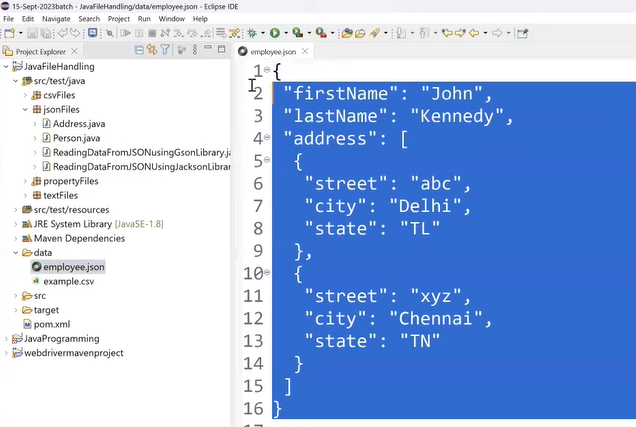 15-Sept-2023batch - JavaFileHandling/data/employee.json - Eclipse IDE
File Edit Navigate Search Project Run Window Help
Project Explorer
employee.json
JavaFileHandling
src/test/java
csvFiles
jsonFiles
Address.java
Person.java
ReadingDataFromJSONusingGsonLibrary.ja
ReadingDataFromJSONUsingJacksonLibrar
propertyFiles
textFiles
src/test/resources
JRE System Library [JavaSE-1.8]
Maven Dependencies
data
employee.json
example.csv
src
target
pom.xml
JavaProgramming
webdrivermavenproject
1 {
2 "firstName": "John",
3 "lastName": "Kennedy",
4 "address": [
5 {
6 "street": "abc",
7 "city": "Delhi",
8 "state": "TL"
9 },
10 {
11 "street": "xyz",
12 "city": "Chennai",
13 "state": "TN"
14 }
15 ]
16 }